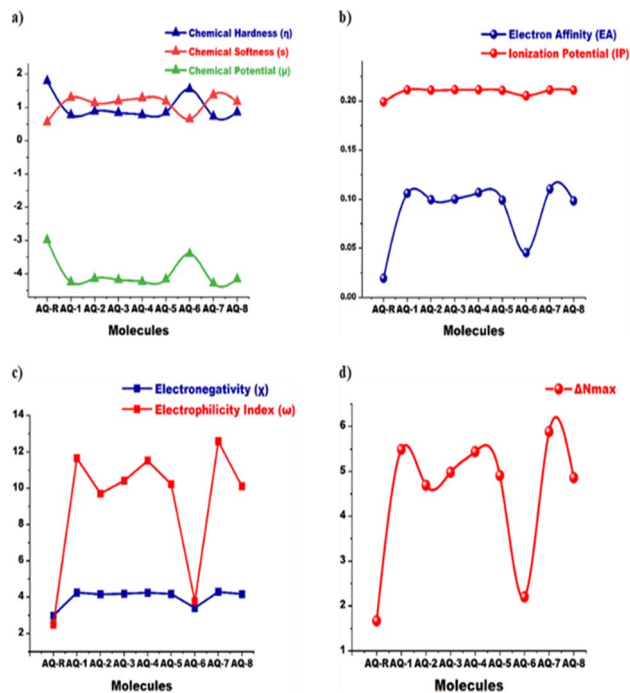 a)
Chemical Hardness (η)
Chemical Softness (s)
Chemical Potential (μ)
2
1
0
-1
-3
-4
AQ-R AQ-1 AQ-2 AQ-3 AQ-4 AQ-5 AQ-6 AQ-7 AQ-8
Molecules
b)
Electron Affinity (EA)
Ionization Potential (IP)
0.20
0.15
0.10
0.05
0.00
AQ-R AQ-1 AQ-2 AQ-3 AQ-4 AQ-5 AQ-6 AQ-7 AQ-8
Molecules
c)
Electronegativity (χ)
Electrophilicity Index (ω)
14
12
10
8
6
4
2
AQ-R AQ-1 AQ-2 AQ-3 AQ-4 AQ-5 AQ-6 AQ-7 AQ-8
Molecules
d)
ΔNmax
6
5
4
3
2
1
AQ-R AQ-1 AQ-2 AQ-3 AQ-4 AQ-5 AQ-6 AQ-7 AQ-8
Molecules